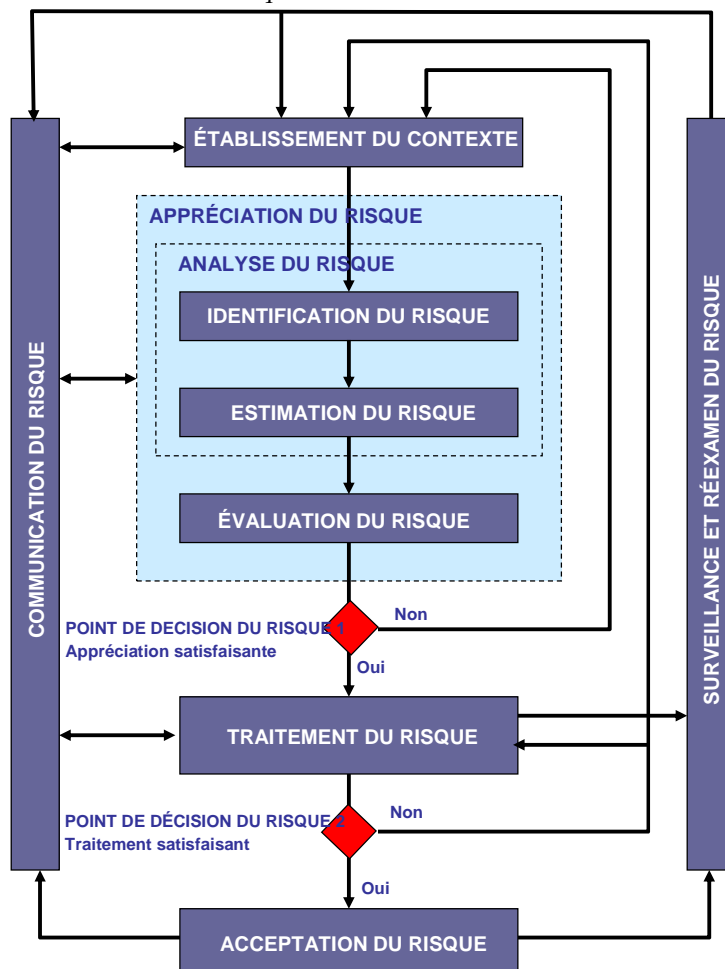 ÉTABLISSEMENT DU CONTEXTE
APPRÉCIATION DU RISQUE
ANALYSE DU RISQUE
IDENTIFICATION DU RISQUE
ESTIMATION DU RISQUE
ÉVALUATION DU RISQUE
COMMUNICATION DU RISQUE
SURVEILLANCE ET RÉEXAMEN DU RISQUE
POINT DE DECISION DU RISQUE 1
Appréciation satisfaisante
Non
Oui
TRAITEMENT DU RISQUE
POINT DE DÉCISION DU RISQUE 2
Traitement satisfaisant
Non
Oui
ACCEPTATION DU RISQUE